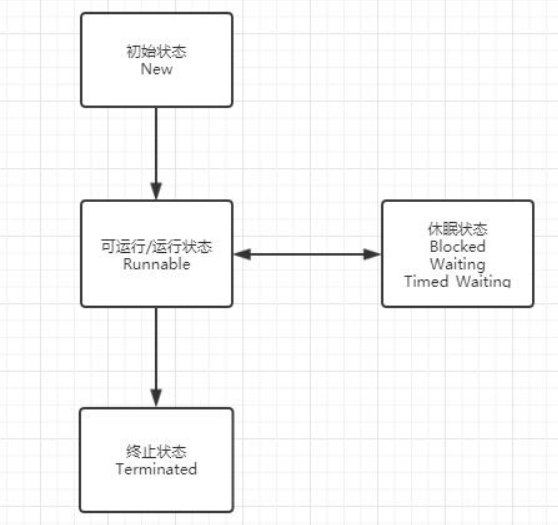 初始状态
New
可运行/运行状态
Runnable
休眠状态
Blocked
Waiting
Timed Waiting
终止状态
Terminated